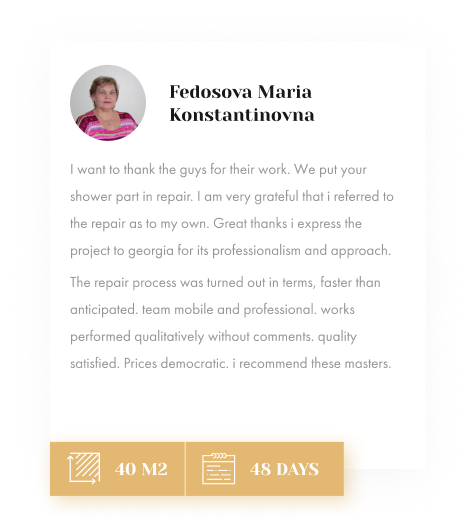 Fedosova Maria
Konstantinovna
I want to thank the guys for their work. We put your
shower part in repair. I am very grateful that i referred to
the repair as to my own. Great thanks i express the
project to georgia for its professionalism and approach.
The repair process was turned out in terms, faster than
anticipated. team mobile and professional. works
performed qualitatively without comments. quality
satisfied. Prices democratic. i recommend these masters.
40 M2
48 DAYS